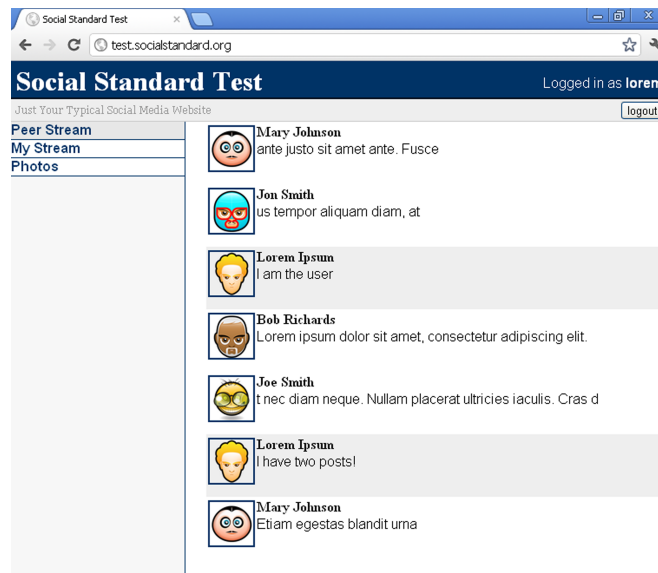 Social Standard Test
test.socialstandard.org
Social Standard Test
Logged in as lorem
Just Your Typical Social Media Website
logout
Peer Stream
My Stream
Photos
Mary Johnson
ante justo sit amet ante. Fusce
Jon Smith
us tempor aliquam diam, at
Lorem Ipsum
I am the user
Bob Richards
Lorem ipsum dolor sit amet, consectetur adipiscing elit.
Joe Smith
t nec diam neque. Nullam placerat ultricies iaculis. Cras d
Lorem Ipsum
I have two posts!
Mary Johnson
Etiam egestas blandit urna